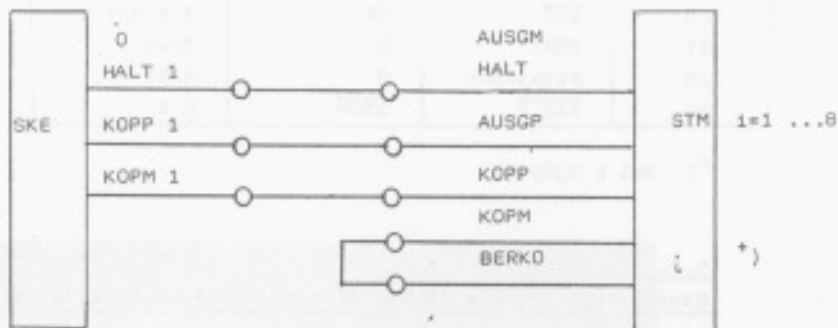 0
AUSGM
HALT 1
HALT
SKE
KOPP 1
AUSGP
STM
i=1 ...8
KOPM 1
KOPP
KOPM
BERKO
i
+)